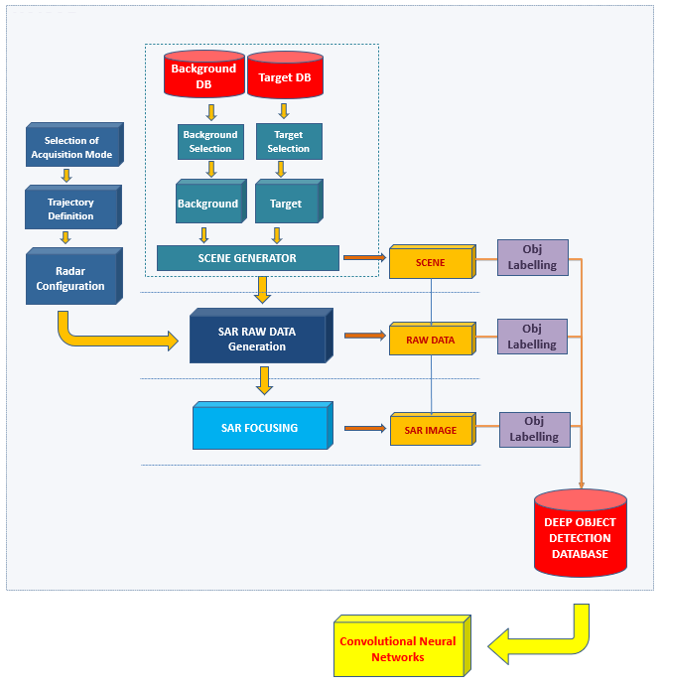 Background
DB
Target DB
Selection of
Acquisition Mode
Background
Selection
Target
Selection
Trajectory
Definition
Background
Target
Radar
Configuration
SCENE GENERATOR
SCENE
Obj
Labelling
SAR RAW DATA
Generation
RAW DATA
Obj
Labelling
SAR FOCUSING
SAR IMAGE
Obj
Labelling
DEEP OBJECT
DETECTION
DATABASE
Convolutional Neural
Networks